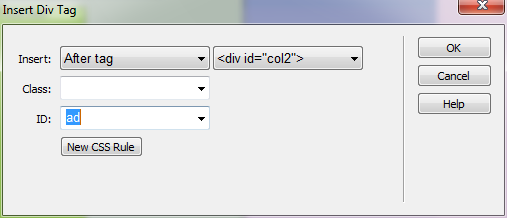 Insert Div Tag
Insert: After tag <div id="col2"> OK
Class: Cancel
ID: ad Help
New CSS Rule